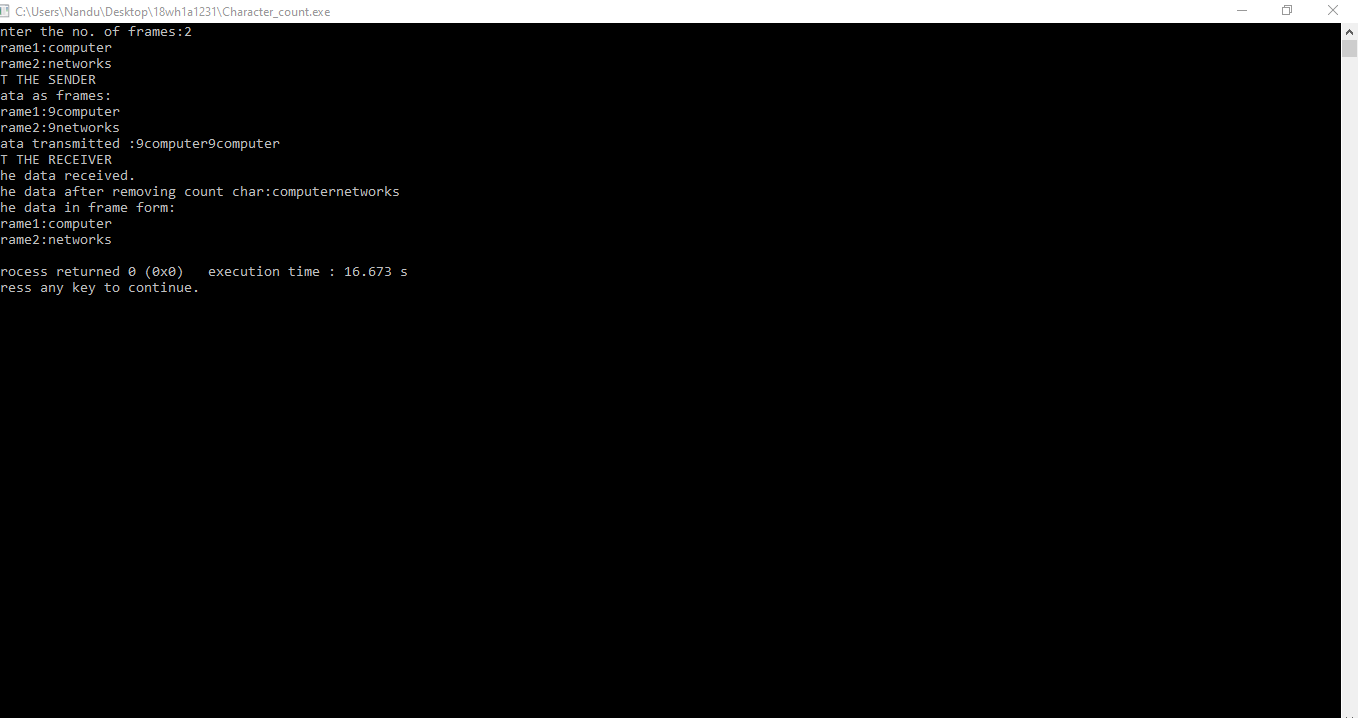 C:\Users\Nandu\Desktop\18wh1a1231\Character_count.exe
nter the no. of frames:2
rame1:computer
rame2:networks
T THE SENDER
ata as frames:
rame1:9computer
rame2:9networks
ata transmitted :9computer9computer
T THE RECEIVER
he data received.
he data after removing count char:computernetworks
he data in frame form:
rame1:computer
rame2:networks
rocess returned 0 (0x0)   execution time : 16.673 s
ress any key to continue.